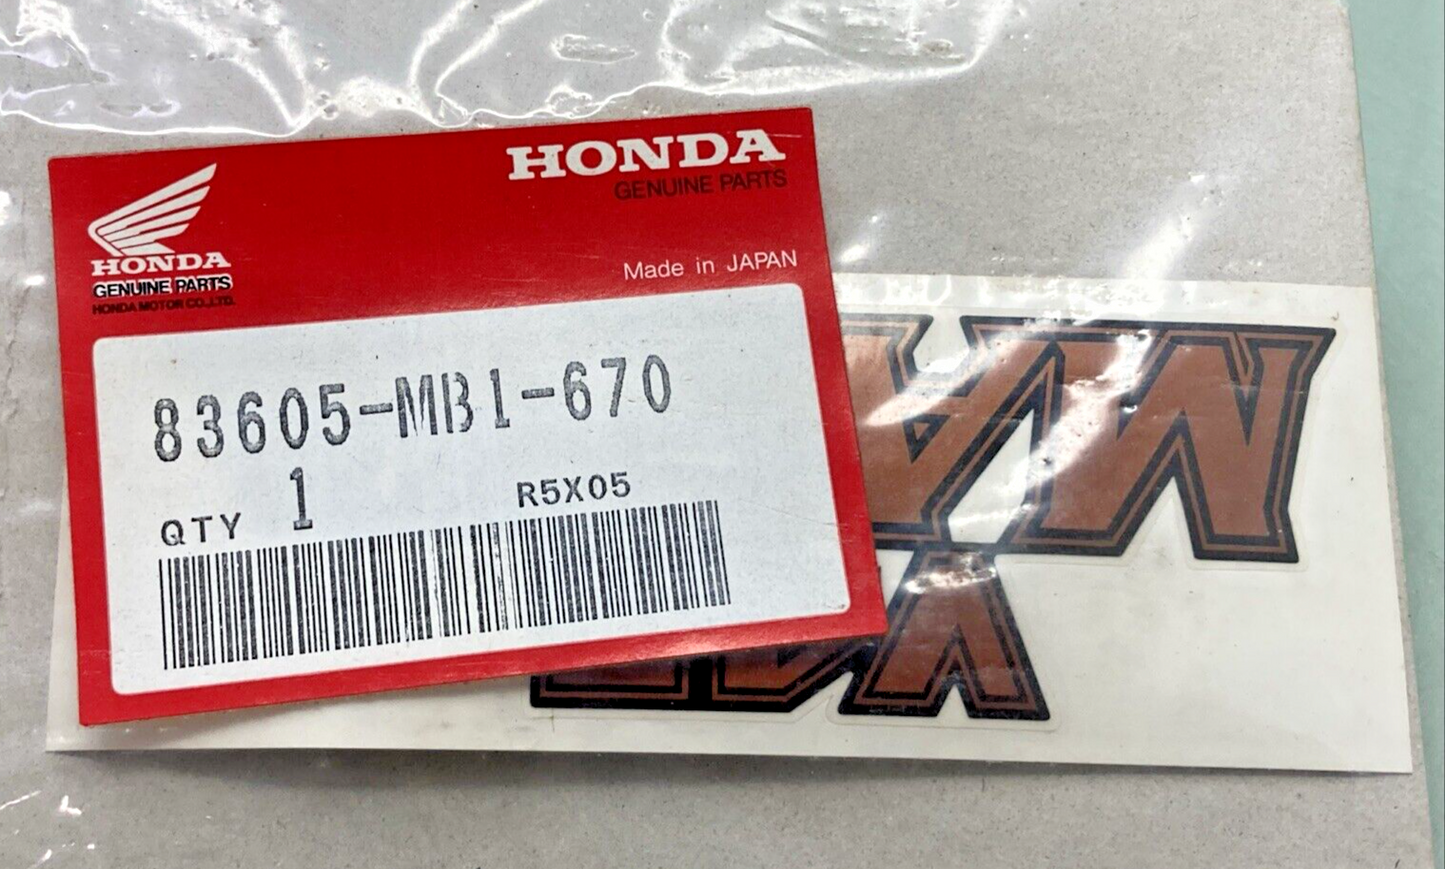 HONDA
GENUINE PARTS
HONDA
GENUINE PARTS
HONDA MOTOR CO.,LTD.
Made in JAPAN
83605-MB1-670
QTY 1 R5X05